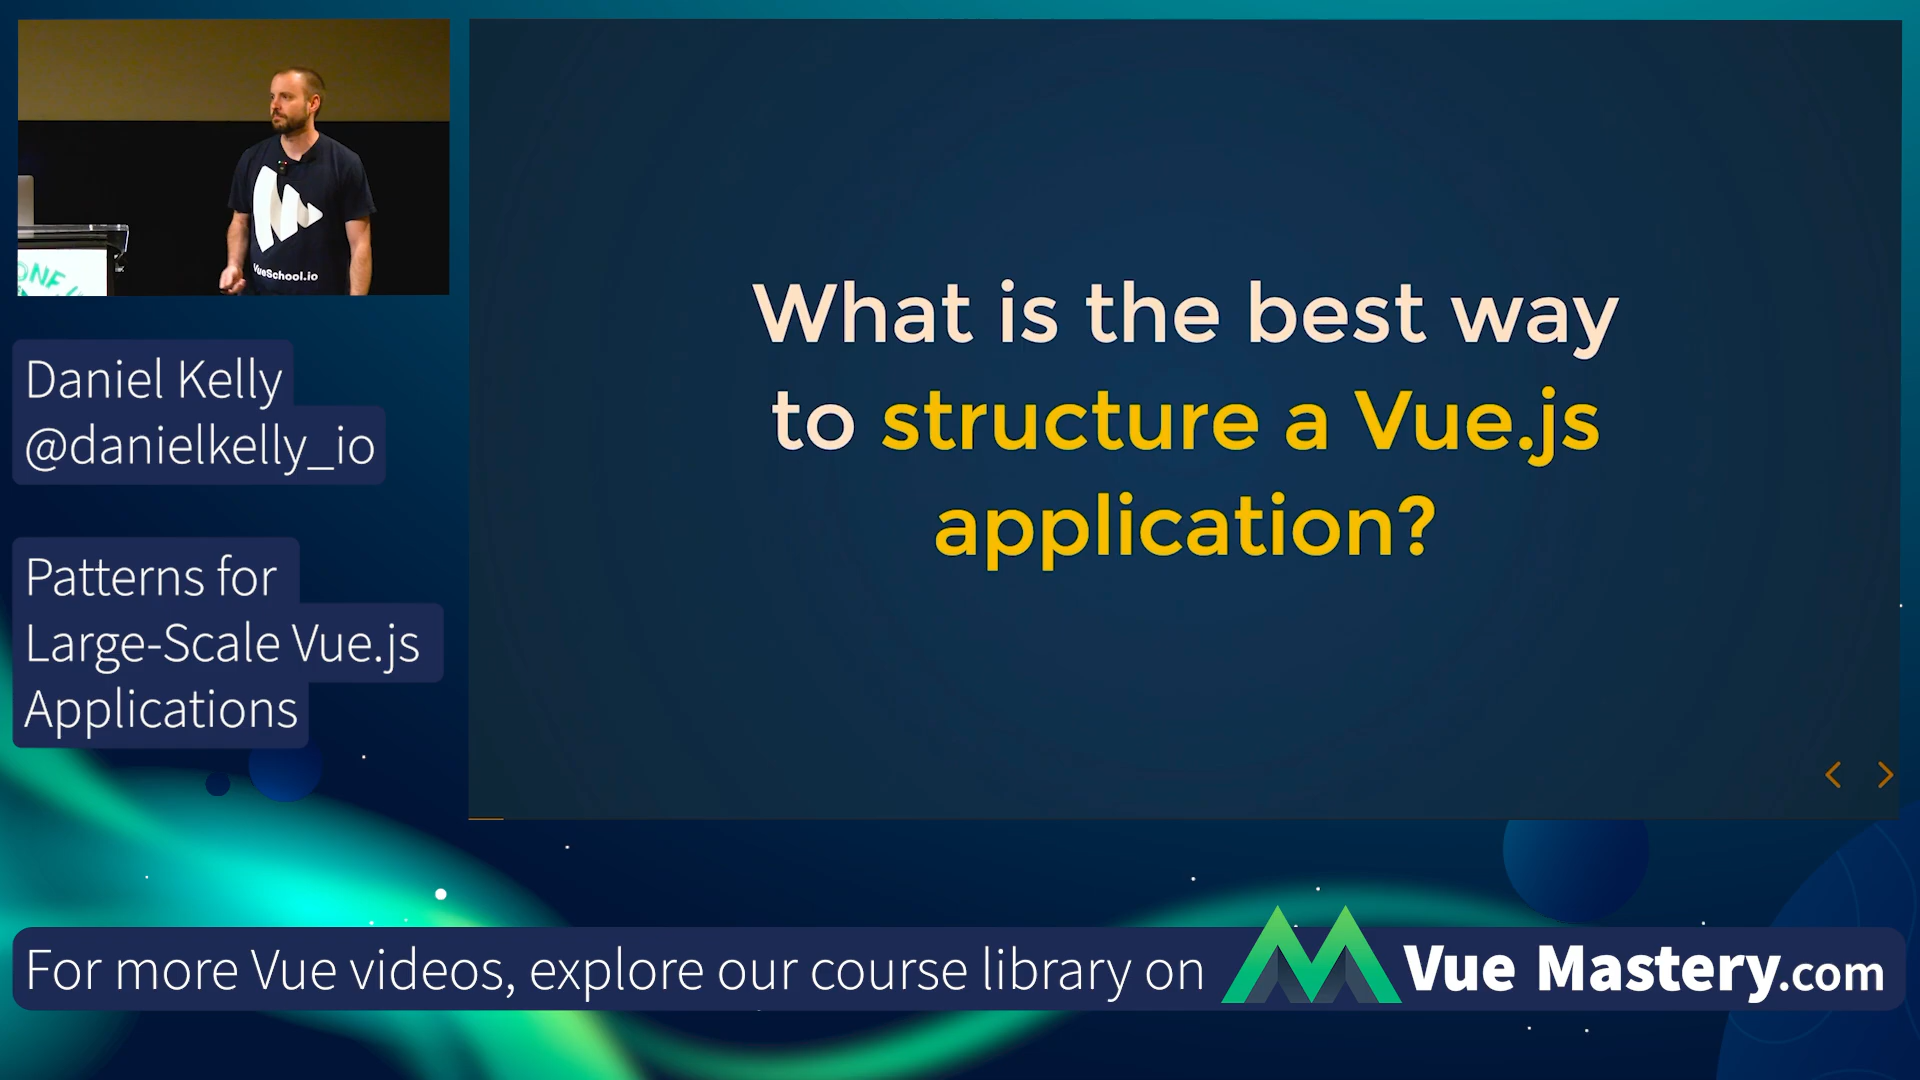 ONF
VueSchool.io
Daniel Kelly
@danielkelly_io
Patterns for
Large-Scale Vue.js
Applications
What is the best way
to structure a Vue.js
application?
For more Vue videos, explore our course library on Vue Mastery.com